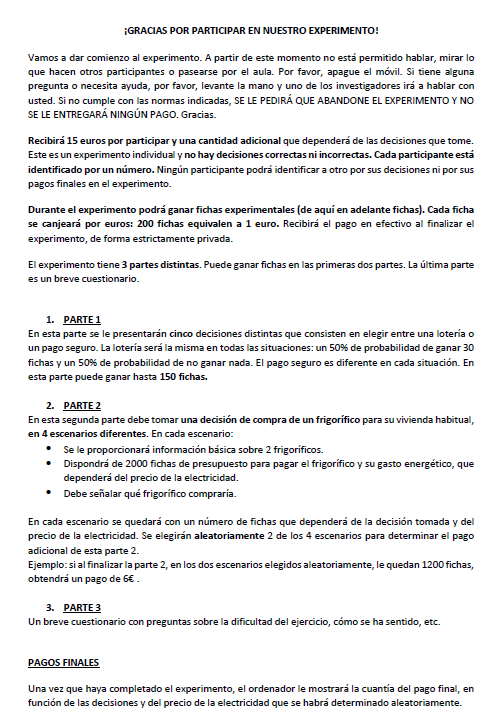 ¡GRACIAS POR PARTICIPAR EN NUESTRO EXPERIMENTO!
Vamos a dar comienzo al experimento. A partir de este momento no está permitido hablar, mirar lo
que hacen otros participantes o pasearse por el aula. Por favor, apague el móvil. Si tiene alguna
pregunta o necesita ayuda, por favor, levante la mano y uno de los investigadores irá a hablar con
usted. Si no cumple con las normas indicadas, SE LE PEDIRÁ QUE ABANDONE EL EXPERIMENTO Y NO
SE LE ENTREGARÁ NINGÚN PAGO. Gracias.
Recibirá 15 euros por participar y una cantidad adicional que dependerá de las decisiones que tome.
Este es un experimento individual y no hay decisiones correctas ni incorrectas. Cada participante está
identificado por un número. Ningún participante podrá identificar a otro por sus decisiones ni por sus
pagos finales en el experimento.
Durante el experimento podrá ganar fichas experimentales (de aquí en adelante fichas). Cada ficha
se canjeará por euros: 200 fichas equivalen a 1 euro. Recibirá el pago en efectivo al finalizar el
experimento, de forma estrictamente privada.
El experimento tiene 3 partes distintas. Puede ganar fichas en las primeras dos partes. La última parte
es un breve cuestionario.
1. PARTE 1
En esta parte se le presentarán cinco decisiones distintas que consisten en elegir entre una lotería o
un pago seguro. La lotería será la misma en todas las situaciones: un 50% de probabilidad de ganar 30
fichas y un 50% de probabilidad de no ganar nada. El pago seguro es diferente en cada situación. En
esta parte puede ganar hasta 150 fichas.
2. PARTE 2
En esta segunda parte debe tomar una decisión de compra de un frigorífico para su vivienda habitual,
en 4 escenarios diferentes. En cada escenario:
• Se le proporcionará información básica sobre 2 frigoríficos.
• Dispondrá de 2000 fichas de presupuesto para pagar el frigorífico y su gasto energético, que
dependerá del precio de la electricidad.
• Debe señalar qué frigorífico compraría.
En cada escenario se quedará con un número de fichas que dependerá de la decisión tomada y del
precio de la electricidad. Se elegirán aleatoriamente 2 de los 4 escenarios para determinar el pago
adicional de esta parte 2.
Ejemplo: si al finalizar la parte 2, en los dos escenarios elegidos aleatoriamente, le quedan 1200 fichas,
obtendrá un pago de 6€ .
3. PARTE 3
Un breve cuestionario con preguntas sobre la dificultad del ejercicio, cómo se ha sentido, etc.
PAGOS FINALES
Una vez que haya completado el experimento, el ordenador le mostrará la cuantía del pago final, en
función de las decisiones y del precio de la electricidad que se habrá determinado aleatoriamente.